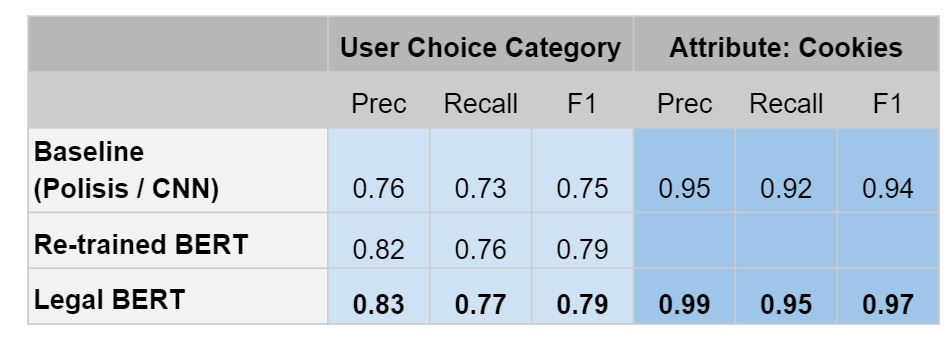 User Choice Category Attribute: Cookies
Prec Recall F1 Prec Recall F1
Baseline
(Polisis / CNN) 0.76 0.73 0.75 0.95 0.92 0.94
Re-trained BERT 0.82 0.76 0.79
Legal BERT 0.83 0.77 0.79 0.99 0.95 0.97